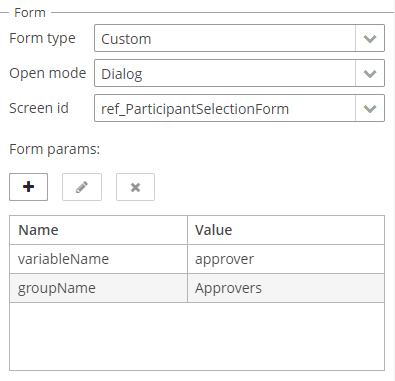 Form
Form type Custom
Open mode Dialog
Screen id ref_ParticipantSelectionForm
Form params:
Name Value
variableName approver
groupName Approvers